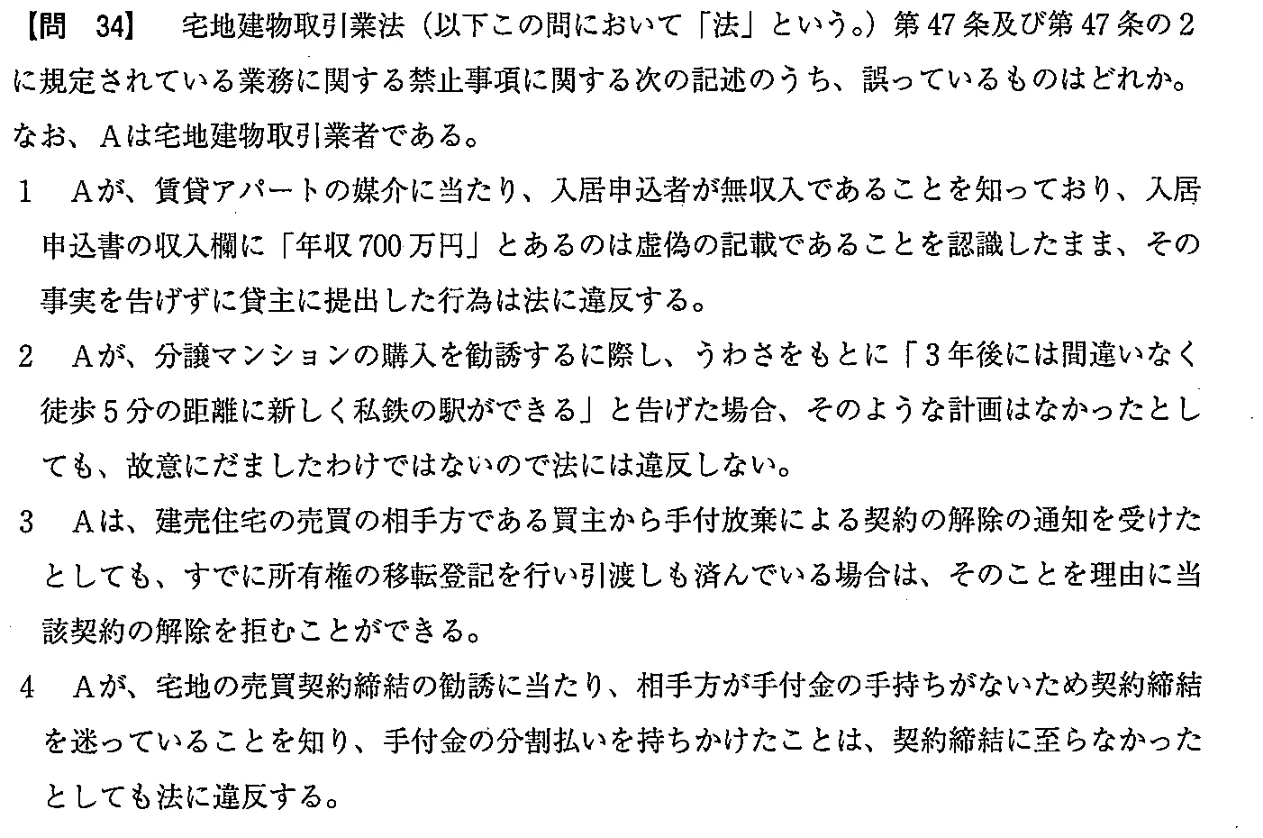 【問　34】　宅地建物取引業法（以下この問において「法」という。）第47条及び第47条の2
に規定されている業務に関する禁止事項に関する次の記述のうち、誤っているものはどれか。
なお、Aは宅地建物取引業者である。
1　Aが、賃貸アパートの媒介に当たり、入居申込者が無収入であることを知っており、入居
申込書の収入欄に「年収700万円」とあるのは虚偽の記載であることを認識したまま、その
事実を告げずに貸主に提出した行為は法に違反する。
2　Aが、分譲マンションの購入を勧誘するに際し、うわさをもとに「3年後には間違いなく
徒歩5分の距離に新しく私鉄の駅ができる」と告げた場合、そのような計画はなかったとし
ても、故意にだましたわけではないので法には違反しない。
3　Aは、建売住宅の売買の相手方である買主から手付放棄による契約の解除の通知を受けた
としても、すでに所有権の移転登記を行い引渡しも済んでいる場合は、そのことを理由に当
該契約の解除を拒むことができる。
4　Aが、宅地の売買契約締結の勧誘に当たり、相手方が手付金の手持ちがないため契約締結
を迷っていることを知り、手付金の分割払いを持ちかけたことは、契約締結に至らなかった
としても法に違反する。